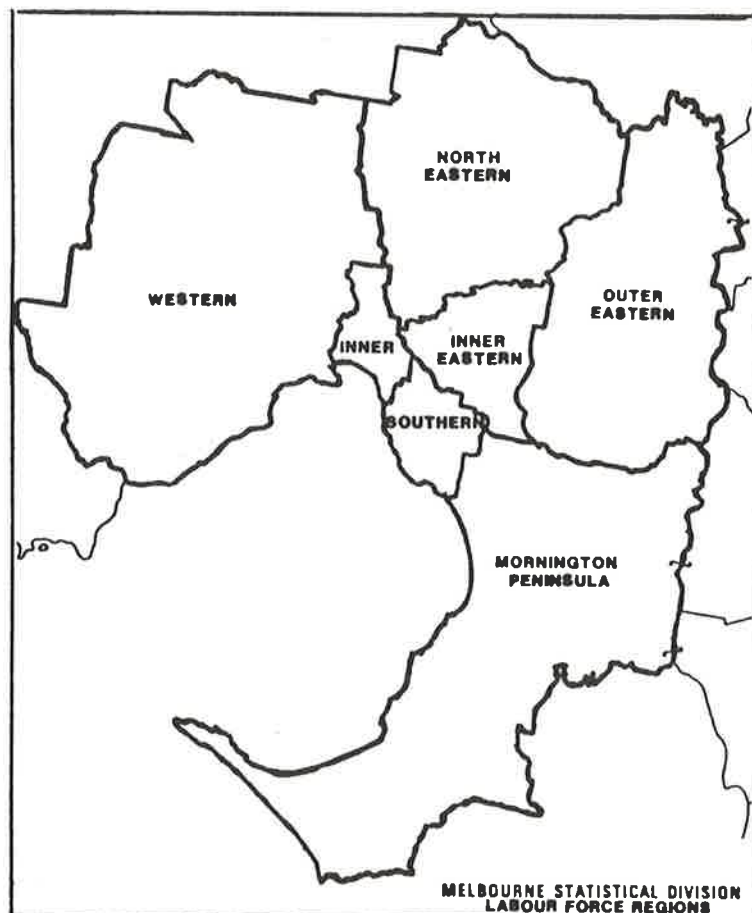 NORTH
EASTERN
WESTERN
OUTER
EASTERN
INNER
INNER
EASTERN
SOUTHERN
MORNINGTON
PENINSULA
MELBOURNE STATISTICAL DIVISION
LABOUR FORCE REGIONS